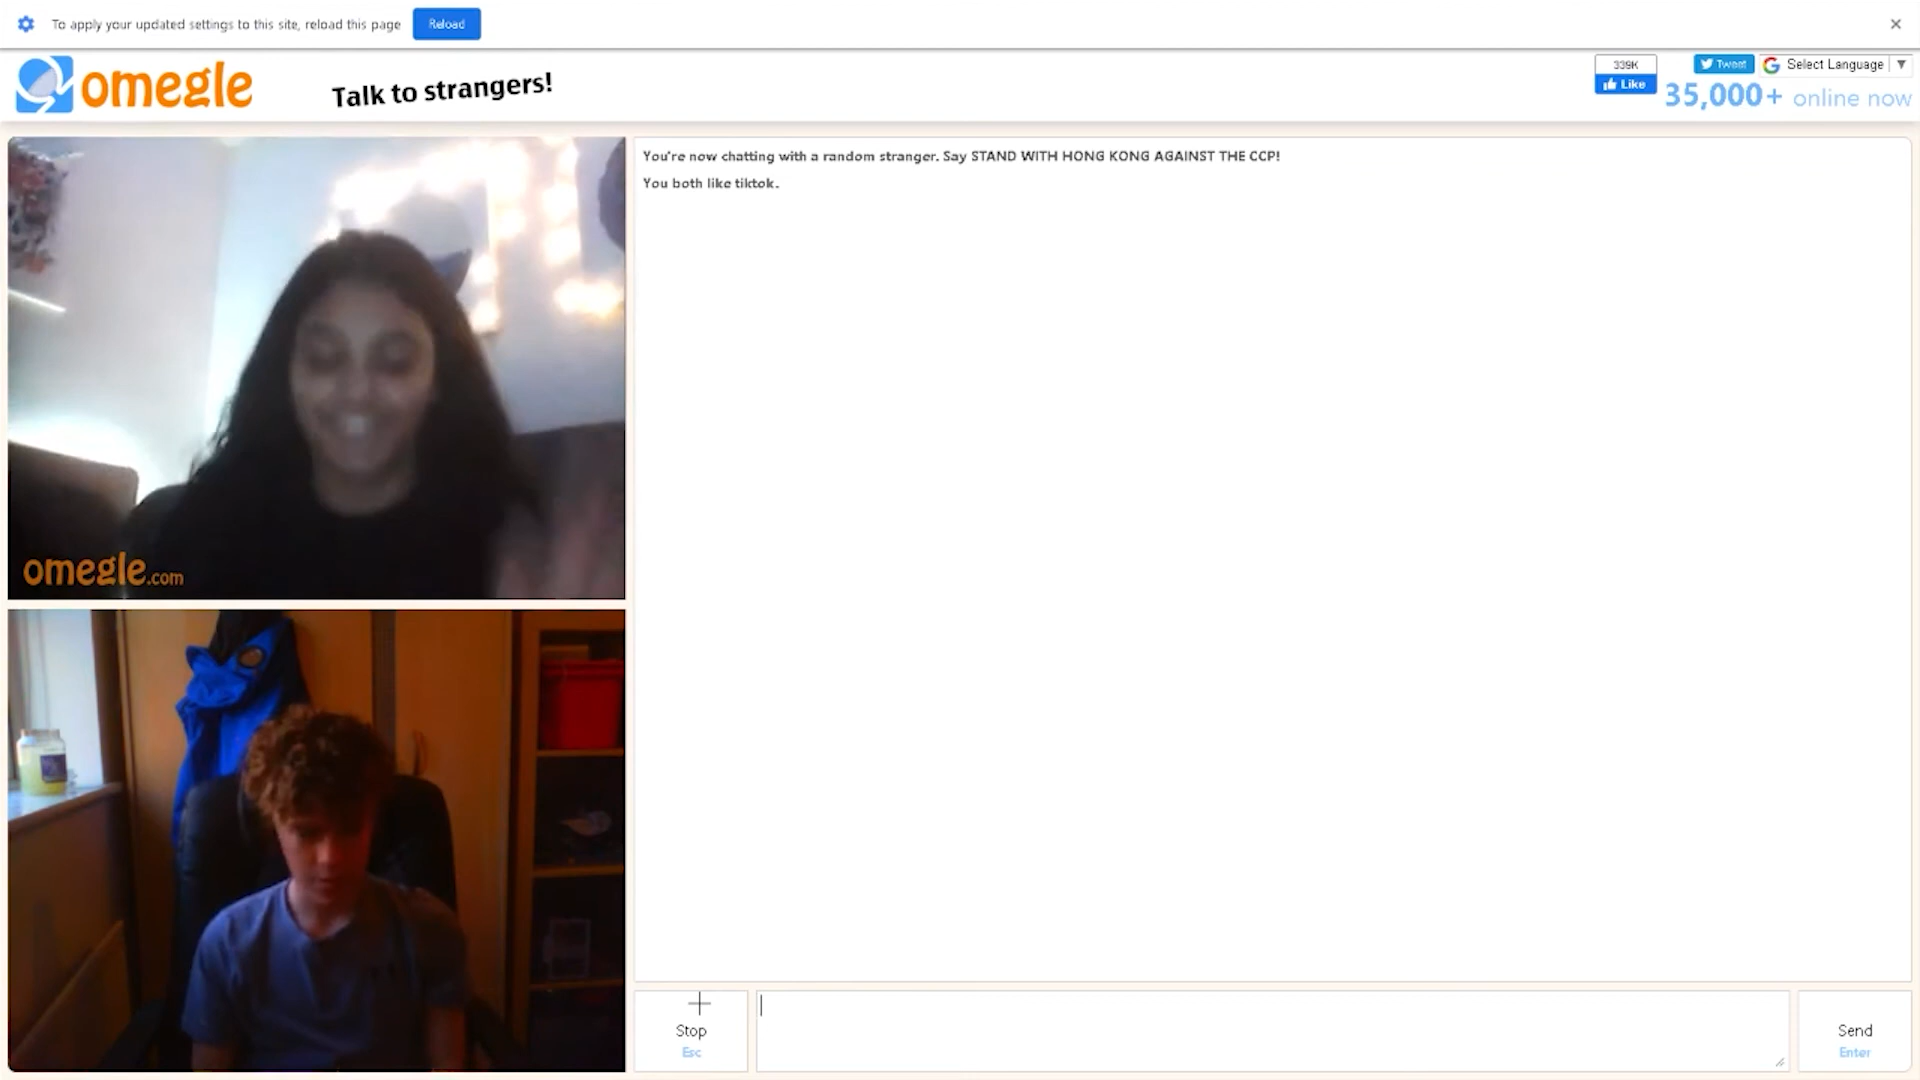 To apply your updated settings to this site, reload this page
Reload
omegle
Talk to strangers!
339K
Like
Tweet
Select Language
35,000+ online now
You're now chatting with a random stranger. Say STAND WITH HONG KONG AGAINST THE CCP!
You both like tiktok.
omegle.com
Stop
Esc
Send
Enter